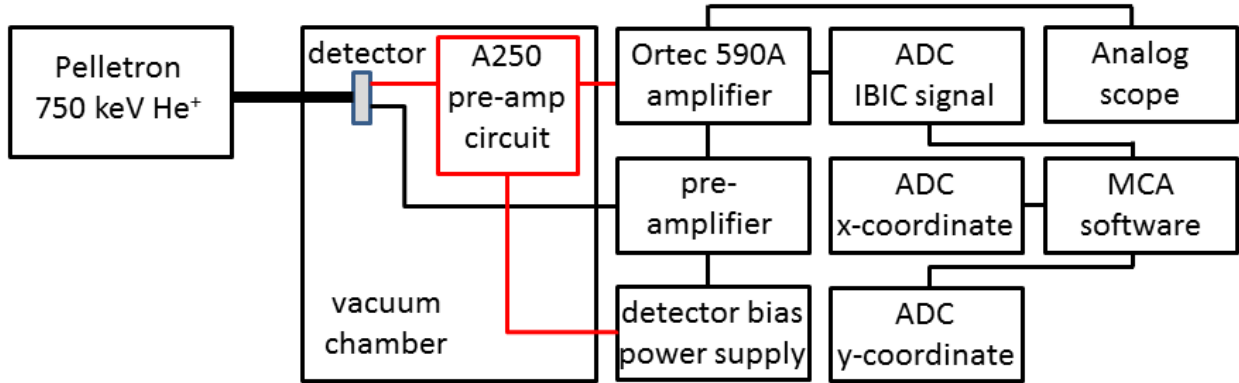 Pelletron
750 keV He⁺
detector
A250
pre-amp
circuit
vacuum
chamber
Ortec 590A
amplifier
ADC
IBIC signal
Analog
scope
pre-
amplifier
ADC
x-coordinate
MCA
software
detector bias
power supply
ADC
y-coordinate